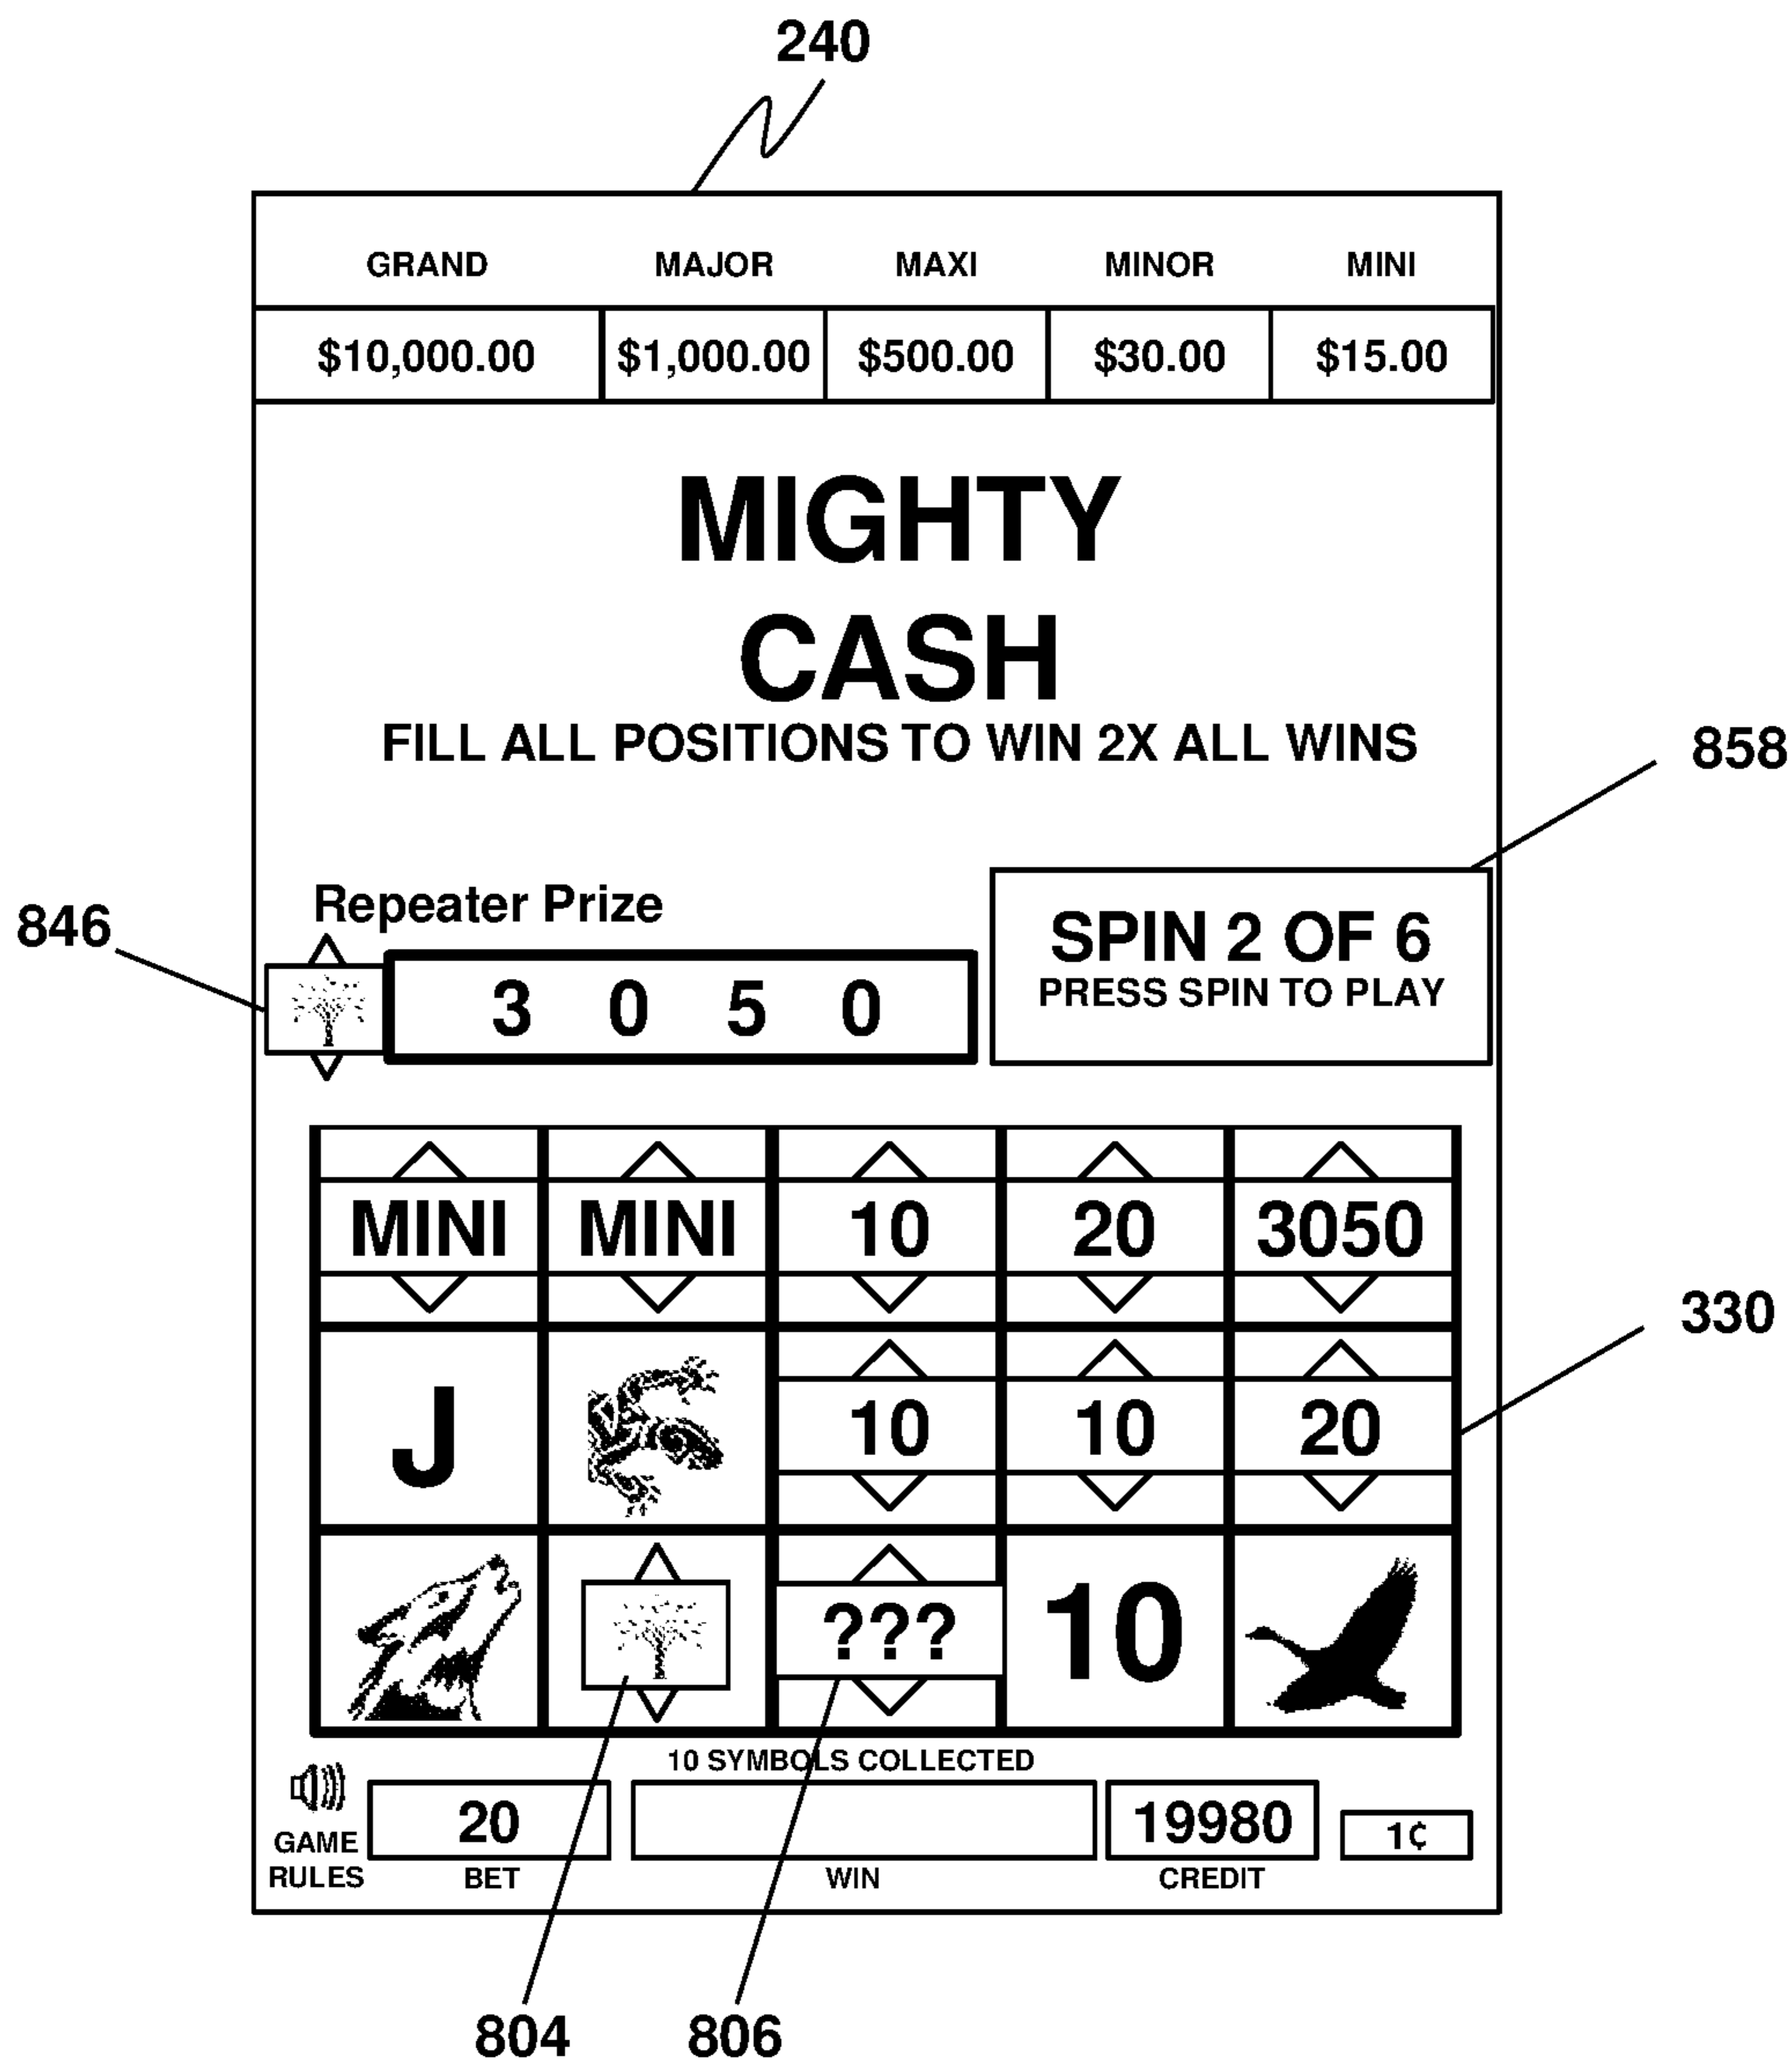 240
GRAND MAJOR MAXI MINOR MINI
$10,000.00 $1,000.00 $500.00 $30.00 $15.00
MIGHTY
CASH
FILL ALL POSITIONS TO WIN 2X ALL WINS
858
Repeater Prize
846
3 0 5 0
SPIN 2 OF 6
PRESS SPIN TO PLAY
MINI MINI 10 20 3050
330
J 10 10 20
??? 10
10 SYMBOLS COLLECTED
GAME
RULES
20
BET
WIN
19980
CREDIT
1¢
804 806